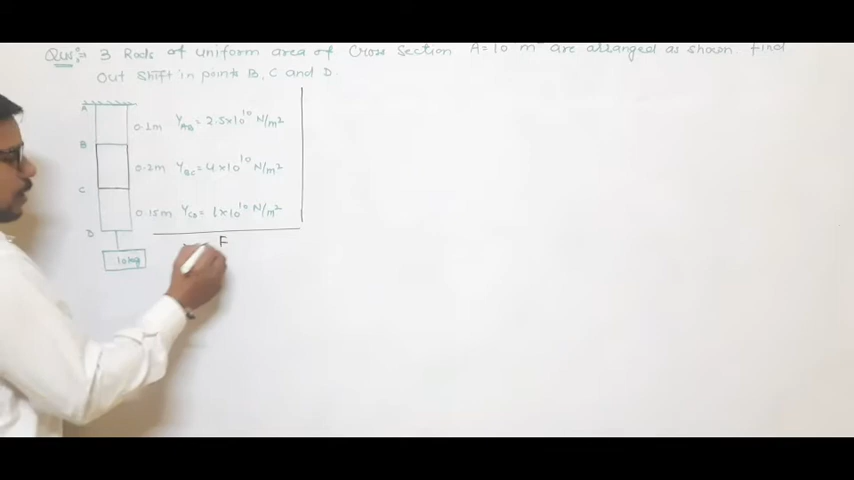 Qus:- 3 Rods of uniform area of Cross section A=10 m are arranged as shown. find
out shift in points B, C and D.
A
0.1m Y_AB = 2.5×10^10 N/m²
B
0.2m Y_BC = 4×10^10 N/m²
C
0.15m Y_CD = 1×10^10 N/m²
D
F
10kg